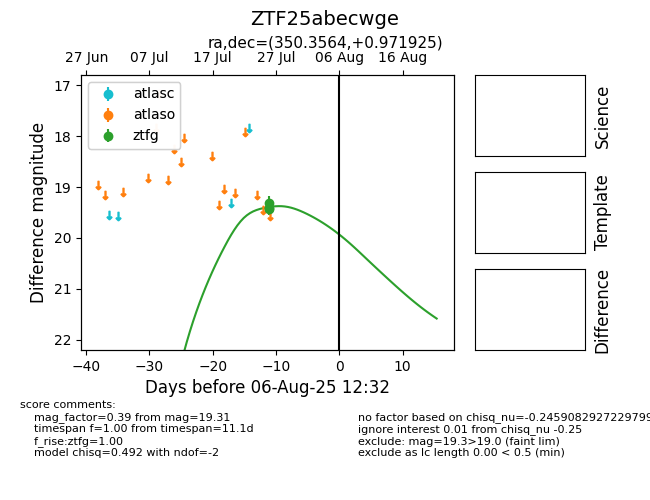 ZTF25abecwge
ra,dec=(350.3564,+0.971925)
27 Jun 07 Jul 17 Jul 27 Jul 06 Aug 16 Aug
17
18
19
20
21
22
Difference magnitude
atlasc
atlaso
ztfg
−40 −30 −20 −10 0 10
Days before 06-Aug-25 12:32
Science
Template
Difference
score comments:
mag_factor=0.39 from mag=19.31
timespan f=1.00 from timespan=11.1d
f_rise:ztfg=1.00
model chisq=0.492 with ndof=-2
no factor based on chisq_nu=-0.2459082927229799
ignore interest 0.01 from chisq_nu -0.25
exclude: mag=19.3>19.0 (faint lim)
exclude as lc length 0.00 < 0.5 (min)